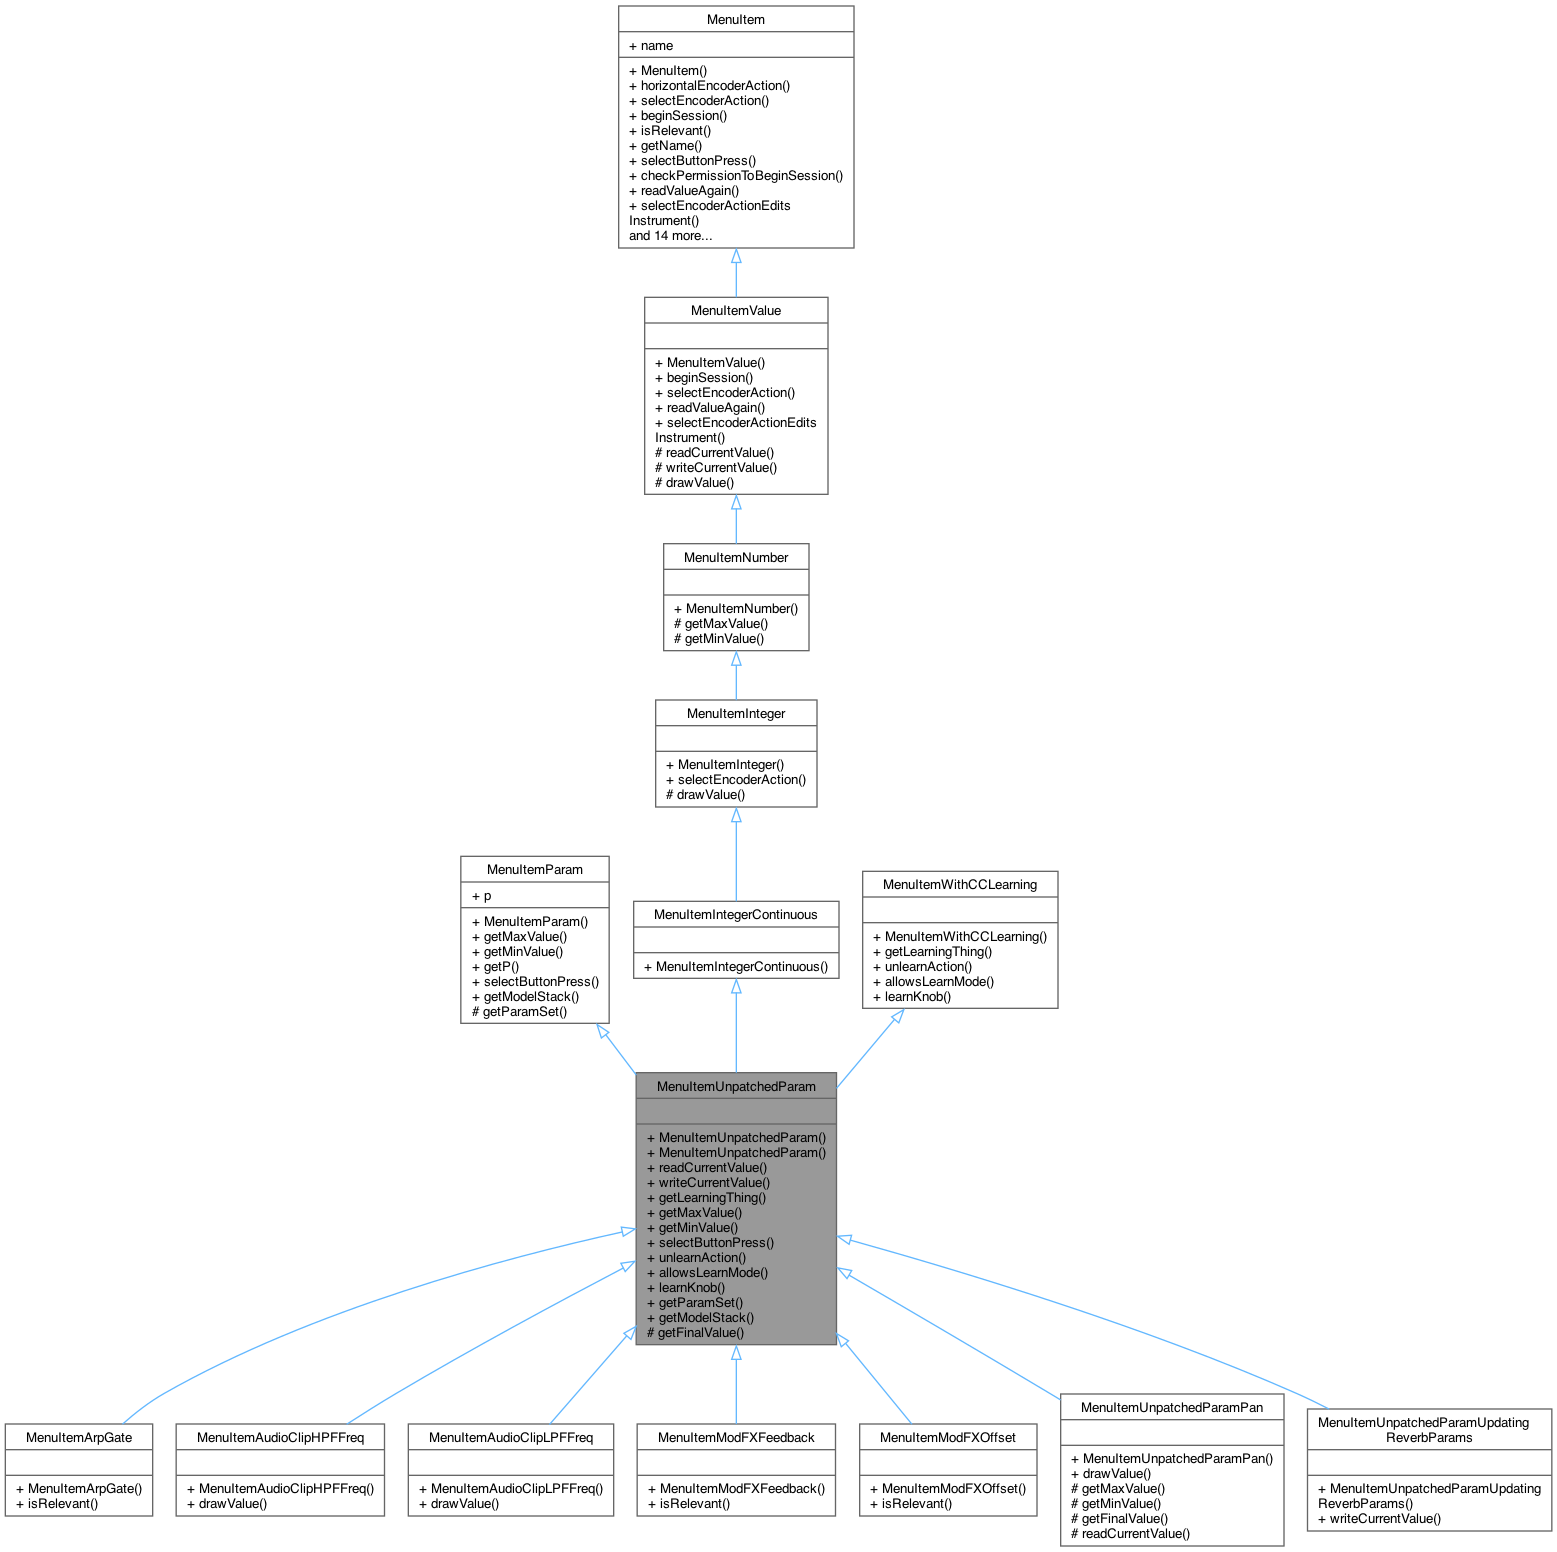 MenuItem
+ name
+ MenuItem()
+ horizontalEncoderAction()
+ selectEncoderAction()
+ beginSession()
+ isRelevant()
+ getName()
+ selectButtonPress()
+ checkPermissionToBeginSession()
+ readValueAgain()
+ selectEncoderActionEdits
Instrument()
and 14 more...
MenuItemValue
+ MenuItemValue()
+ beginSession()
+ selectEncoderAction()
+ readValueAgain()
+ selectEncoderActionEdits
Instrument()
# readCurrentValue()
# writeCurrentValue()
# drawValue()
MenuItemNumber
+ MenuItemNumber()
# getMaxValue()
# getMinValue()
MenuItemInteger
+ MenuItemInteger()
+ selectEncoderAction()
# drawValue()
MenuItemParam
+ p
+ MenuItemParam()
+ getMaxValue()
+ getMinValue()
+ getP()
+ selectButtonPress()
+ getModelStack()
# getParamSet()
MenuItemIntegerContinuous
+ MenuItemIntegerContinuous()
MenuItemWithCCLearning
+ MenuItemWithCCLearning()
+ getLearningThing()
+ unlearnAction()
+ allowsLearnMode()
+ learnKnob()
MenuItemUnpatchedParam
+ MenuItemUnpatchedParam()
+ MenuItemUnpatchedParam()
+ readCurrentValue()
+ writeCurrentValue()
+ getLearningThing()
+ getMaxValue()
+ getMinValue()
+ selectButtonPress()
+ unlearnAction()
+ allowsLearnMode()
+ learnKnob()
+ getParamSet()
+ getModelStack()
# getFinalValue()
MenuItemArpGate
+ MenuItemArpGate()
+ isRelevant()
MenuItemAudioClipHPFFreq
+ MenuItemAudioClipHPFFreq()
+ drawValue()
MenuItemAudioClipLPFFreq
+ MenuItemAudioClipLPFFreq()
+ drawValue()
MenuItemModFXFeedback
+ MenuItemModFXFeedback()
+ isRelevant()
MenuItemModFXOffset
+ MenuItemModFXOffset()
+ isRelevant()
MenuItemUnpatchedParamPan
+ MenuItemUnpatchedParamPan()
+ drawValue()
# getMaxValue()
# getMinValue()
# getFinalValue()
# readCurrentValue()
MenuItemUnpatchedParamUpdating
ReverbParams
+ MenuItemUnpatchedParamUpdating
ReverbParams()
+ writeCurrentValue()